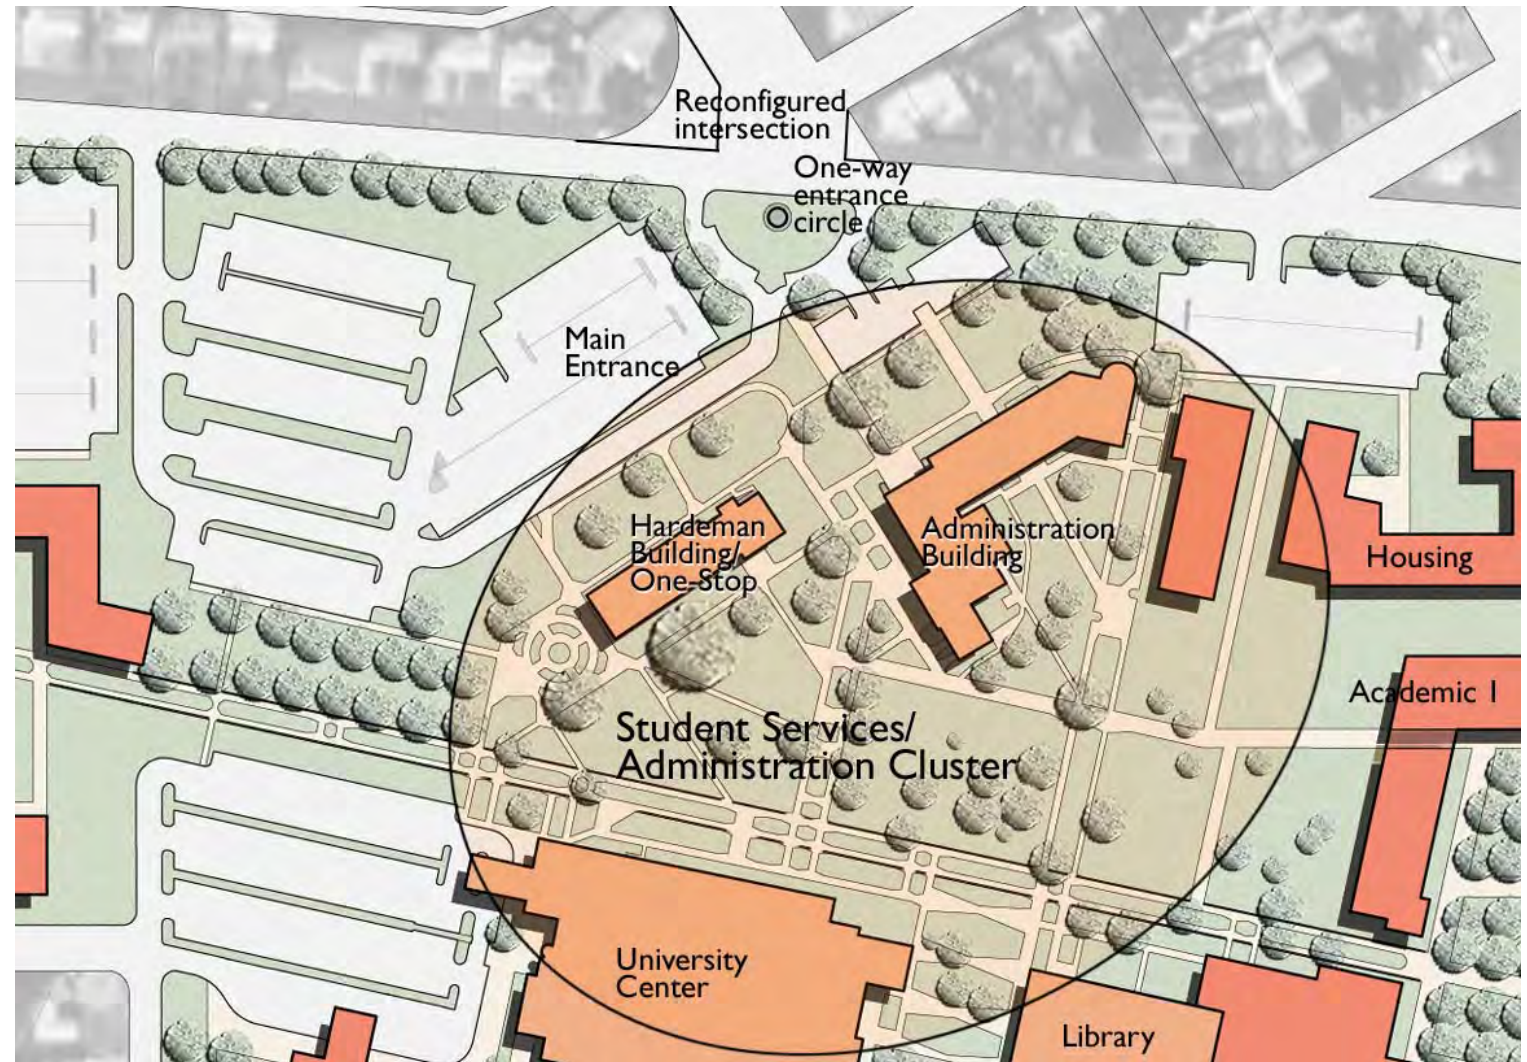 Reconfigured
intersection
One-way
entrance
circle
Main
Entrance
Hardeman
Building/
One-Stop
Administration
Building
Housing
Academic 1
Student Services/
Administration Cluster
University
Center
Library